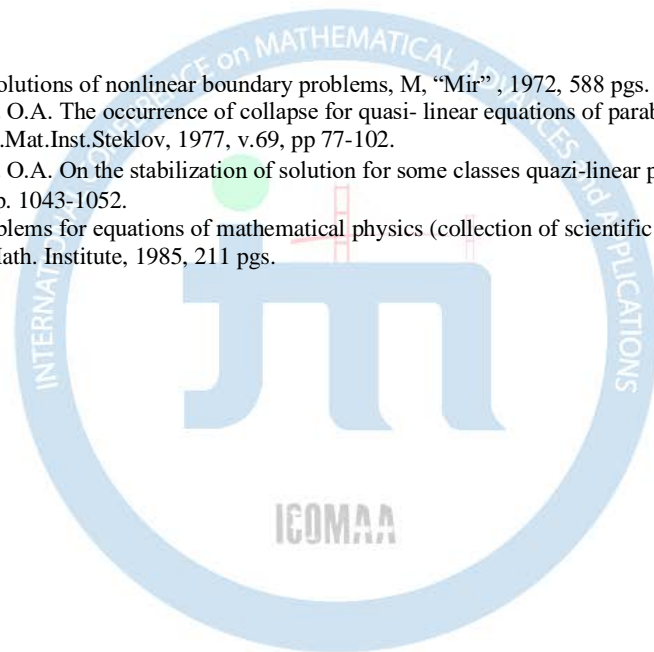 olutions of nonlinear boundary problems, M, “Mir” , 1972, 588 pgs.
O.A. The occurrence of collapse for quasi- linear equations of parab
.Mat.Inst.Steklov, 1977, v.69, pp 77-102.
O.A. On the stabilization of solution for some classes quazi-linear p
p. 1043-1052.
blems for equations of mathematical physics (collection of scientific
Math. Institute, 1985, 211 pgs.
INTERNATIONAL CONFERENCE on MATHEMATICAL ADVANCES and APPLICATIONS
ICOMAA